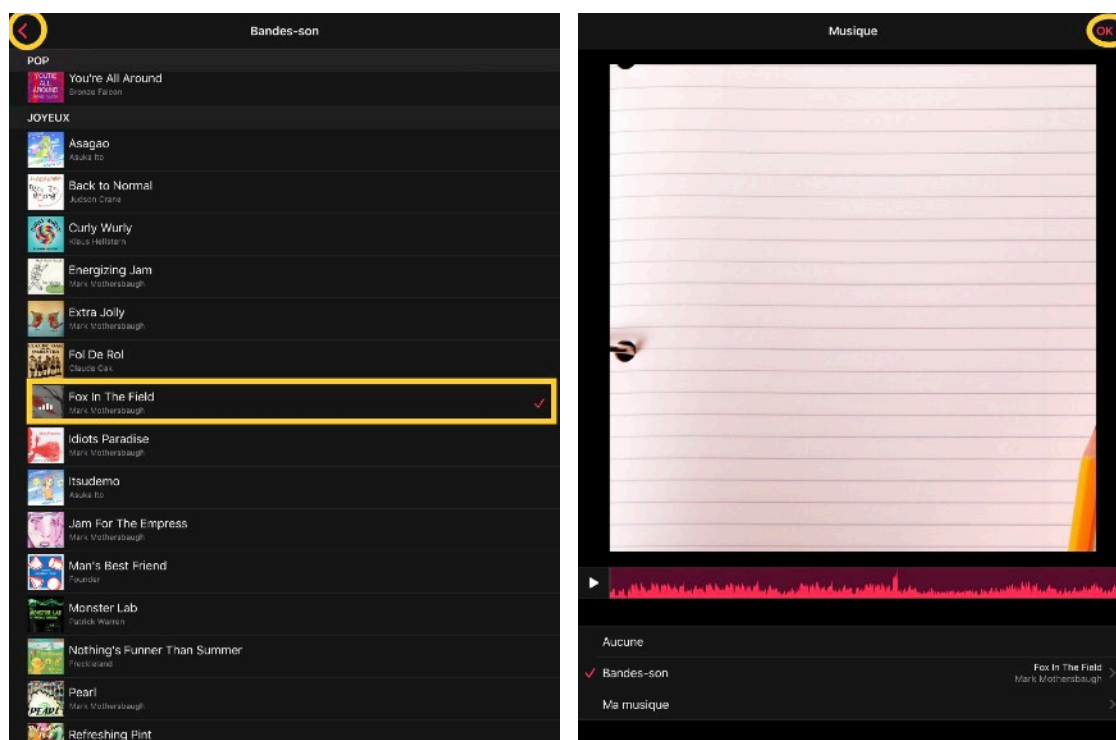 Bandes-son
POP
You're All Around
Bronze Falcon
JOYEUX
Asagao
Asuka Ito
Back to Normal
Judson Crane
Curly Wurly
Klaus Hellstern
Energizing Jam
Mark Mothersbaugh
Extra Jolly
Mark Mothersbaugh
Fol De Rol
Claude Oak
Fox In The Field
Mark Mothersbaugh
Idiots Paradise
Mark Mothersbaugh
Itsudemo
Asuka Ito
Jam For The Empress
Mark Mothersbaugh
Man's Best Friend
Founder
Monster Lab
Patrick Warren
Nothing's Funner Than Summer
Freckleland
Pearl
Mark Mothersbaugh
PEARL
Refreshing Pint
Musique
OK
Aucune
Bandes-son
Fox In The Field
Mark Mothersbaugh
Ma musique